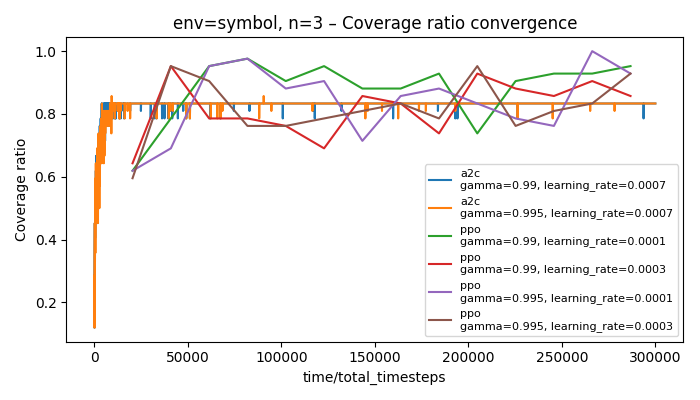 env=symbol, n=3 – Coverage ratio convergence
Coverage ratio
1.0
0.8
0.6
0.4
0.2
a2c
gamma=0.99, learning_rate=0.0007
a2c
gamma=0.995, learning_rate=0.0007
ppo
gamma=0.99, learning_rate=0.0001
ppo
gamma=0.99, learning_rate=0.0003
ppo
gamma=0.995, learning_rate=0.0001
ppo
gamma=0.995, learning_rate=0.0003
0 50000 100000 150000 200000 250000 300000
time/total_timesteps